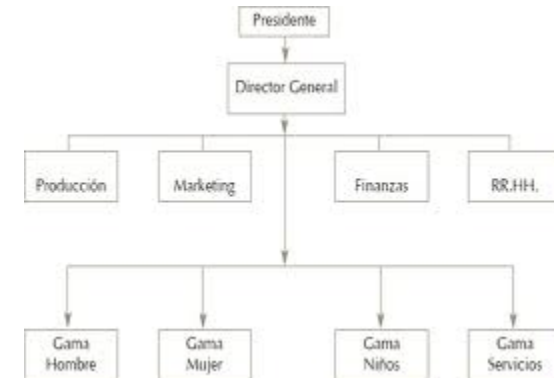 Presidente
Director General
Producción
Marketing
Finanzas
RR.HH.
Gama
Hombre
Gama
Mujer
Gama
Niños
Gama
Servicios